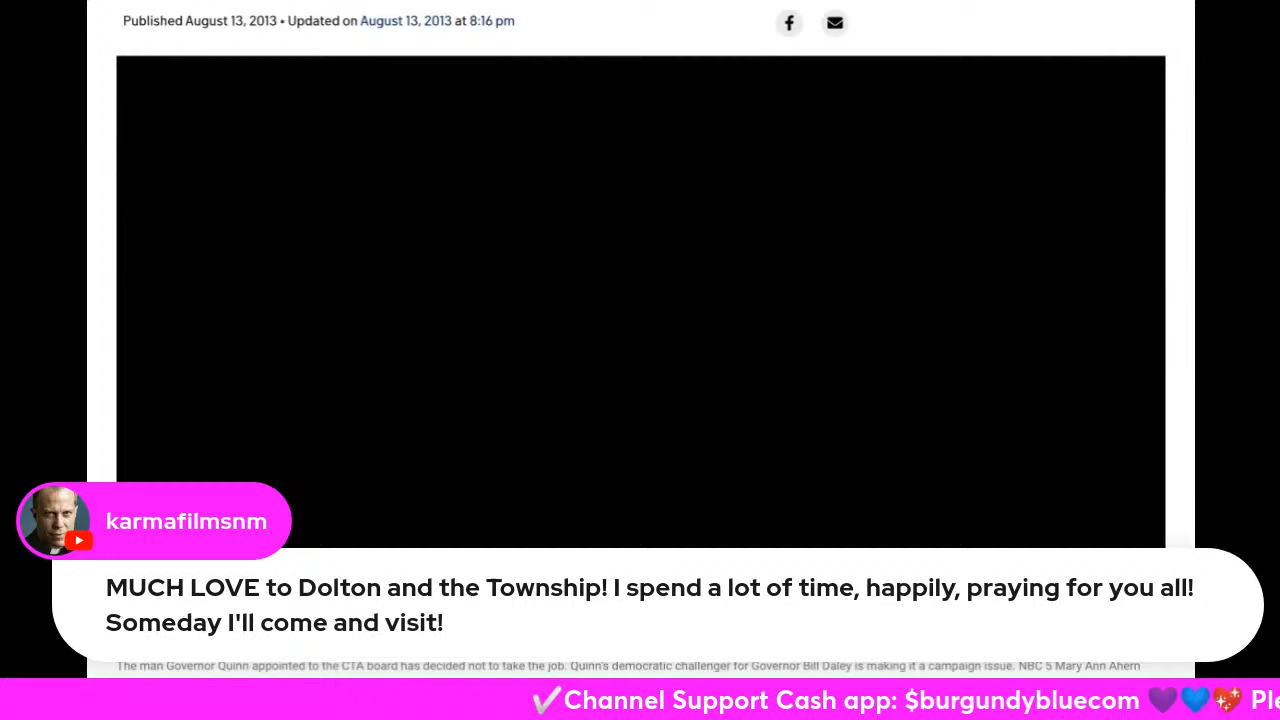 Published August 13, 2013 • Updated on August 13, 2013 at 8:16 pm
karmafilmsnm
MUCH LOVE to Dolton and the Township! I spend a lot of time, happily, praying for you all!
Someday I'll come and visit!
The man Governor Quinn appointed to the CTA board has decided not to take the job. Quinn's democratic challenger for Governor Bill Daley is making it a campaign issue. NBC 5 Mary Ann Ahern
✔Channel Support Cash app: $burgundybluecom 💜💙💖 Ple